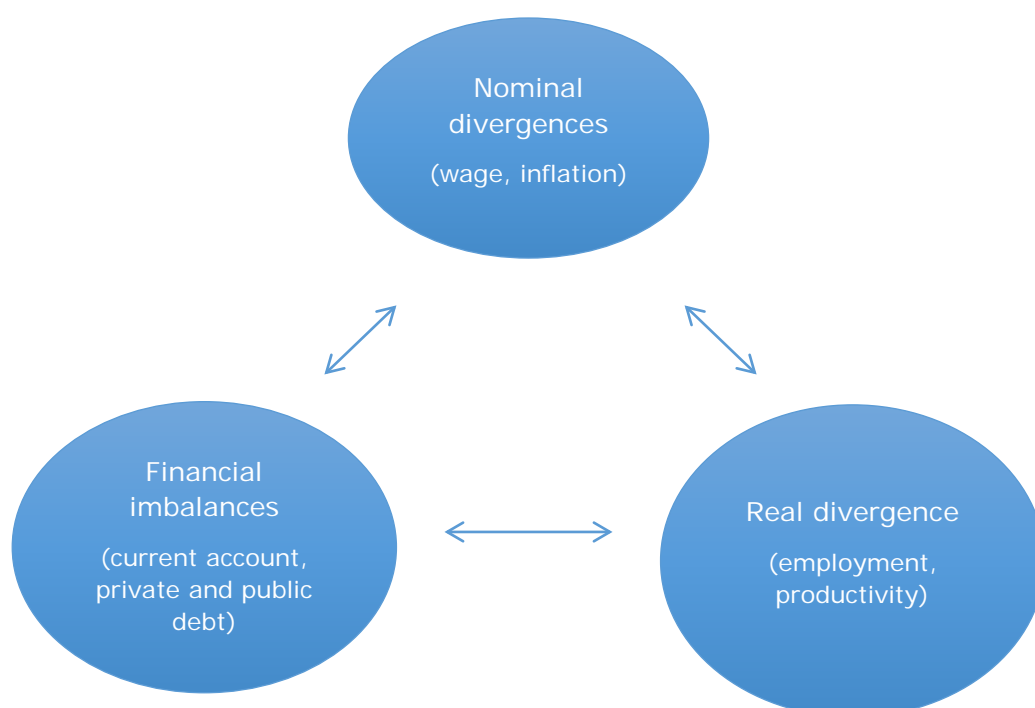 Nominal
divergences
(wage, inflation)
Financial
imbalances
(current account,
private and public
debt)
Real divergence
(employment,
productivity)